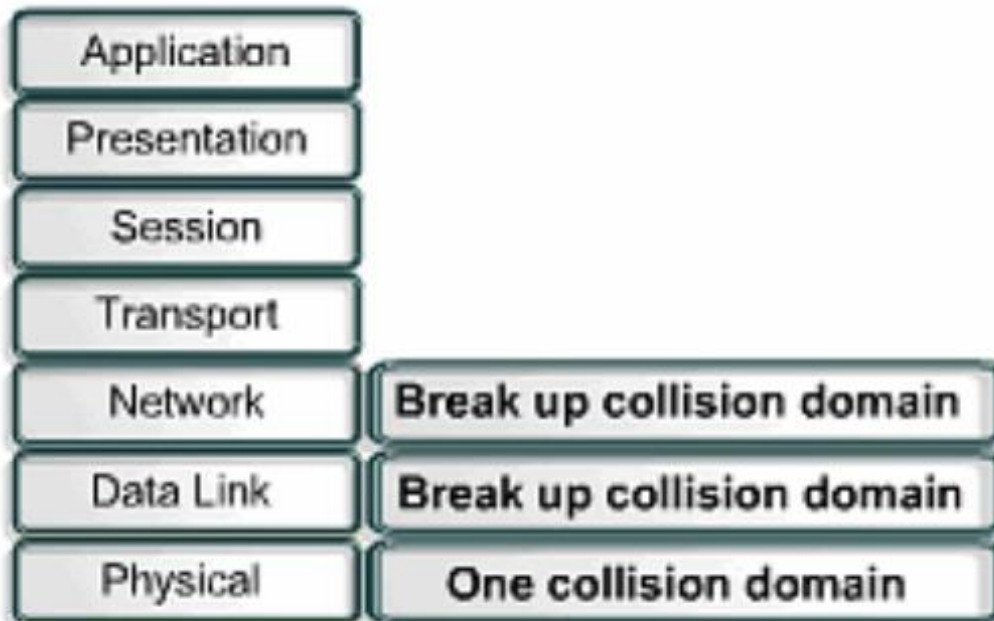 Application
Presentation
Session
Transport
Network
Break up collision domain
Data Link
Break up collision domain
Physical
One collision domain